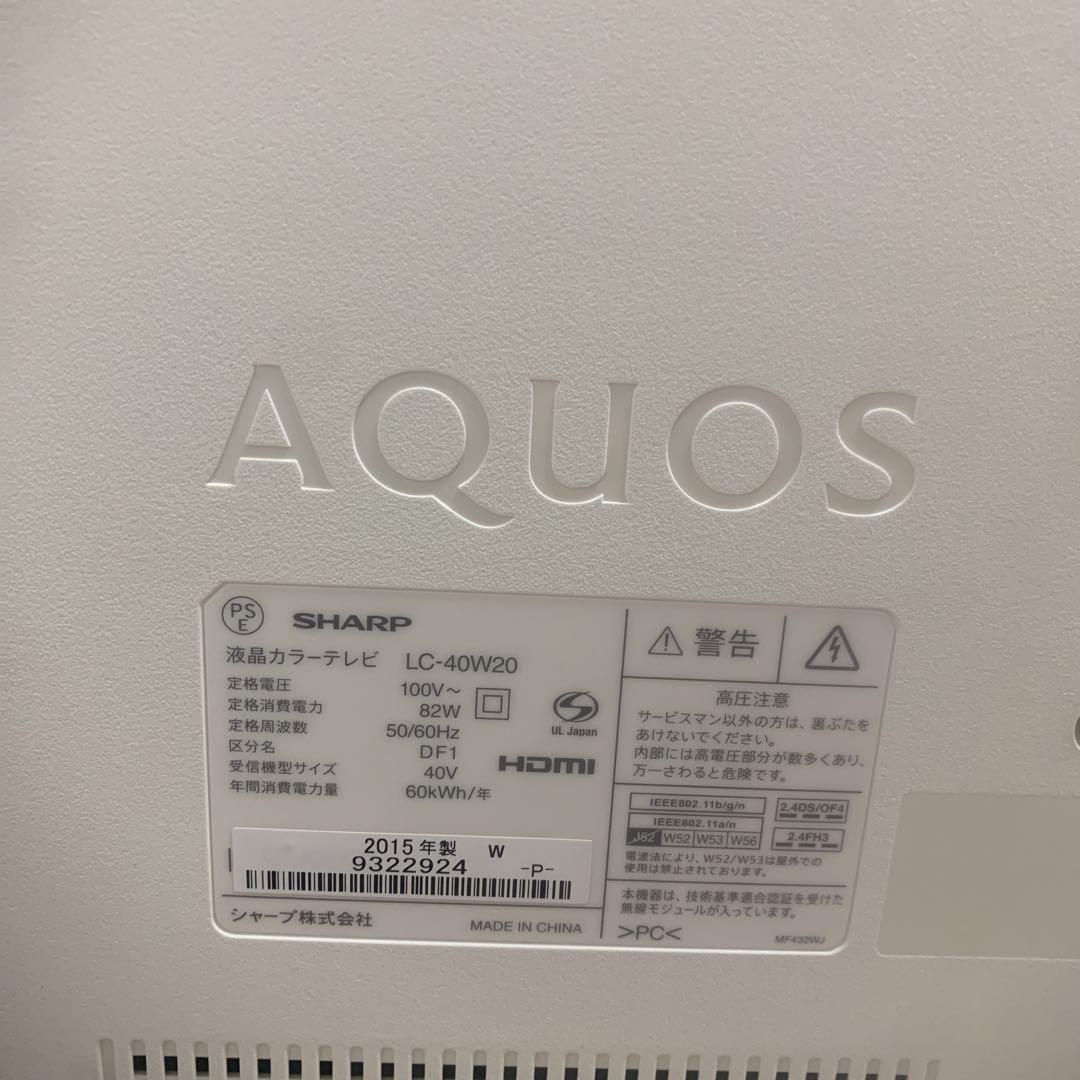 AQUOS
PS
E
SHARP
液晶カラーテレビ LC-40W20
定格電圧 100V～
定格消費電力 82W
定格周波数 50/60Hz
区分名 DF1
受信機型サイズ 40V
年間消費電力量 60kWh/年
UL Japan
HDMI
2015年製 W
9322924 -P-
シャープ株式会社
MADE IN CHINA
警告
高圧注意
サービスマン以外の方は、裏ぶたを
あけないでください。
内部には高電圧部分が数多くあり、
万一さわると危険です。
IEEE802.11b/g/n
2.4DS/OF4
IEEE802.11a/n
J52 W52 W53 W56
2.4FH3
電波法により、W52/W53は屋外での
使用は禁止されております。
本機器は、技術基準適合認証を受けた
無線モジュールが入っています。
>PC<
MF432WJ